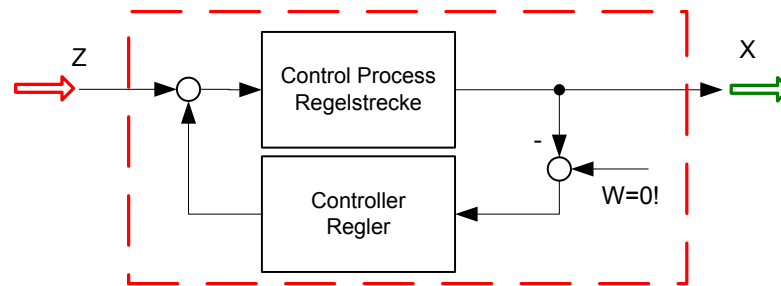 Z
X
Control Process
Regelstrecke
-
W=0!
Controller
Regler